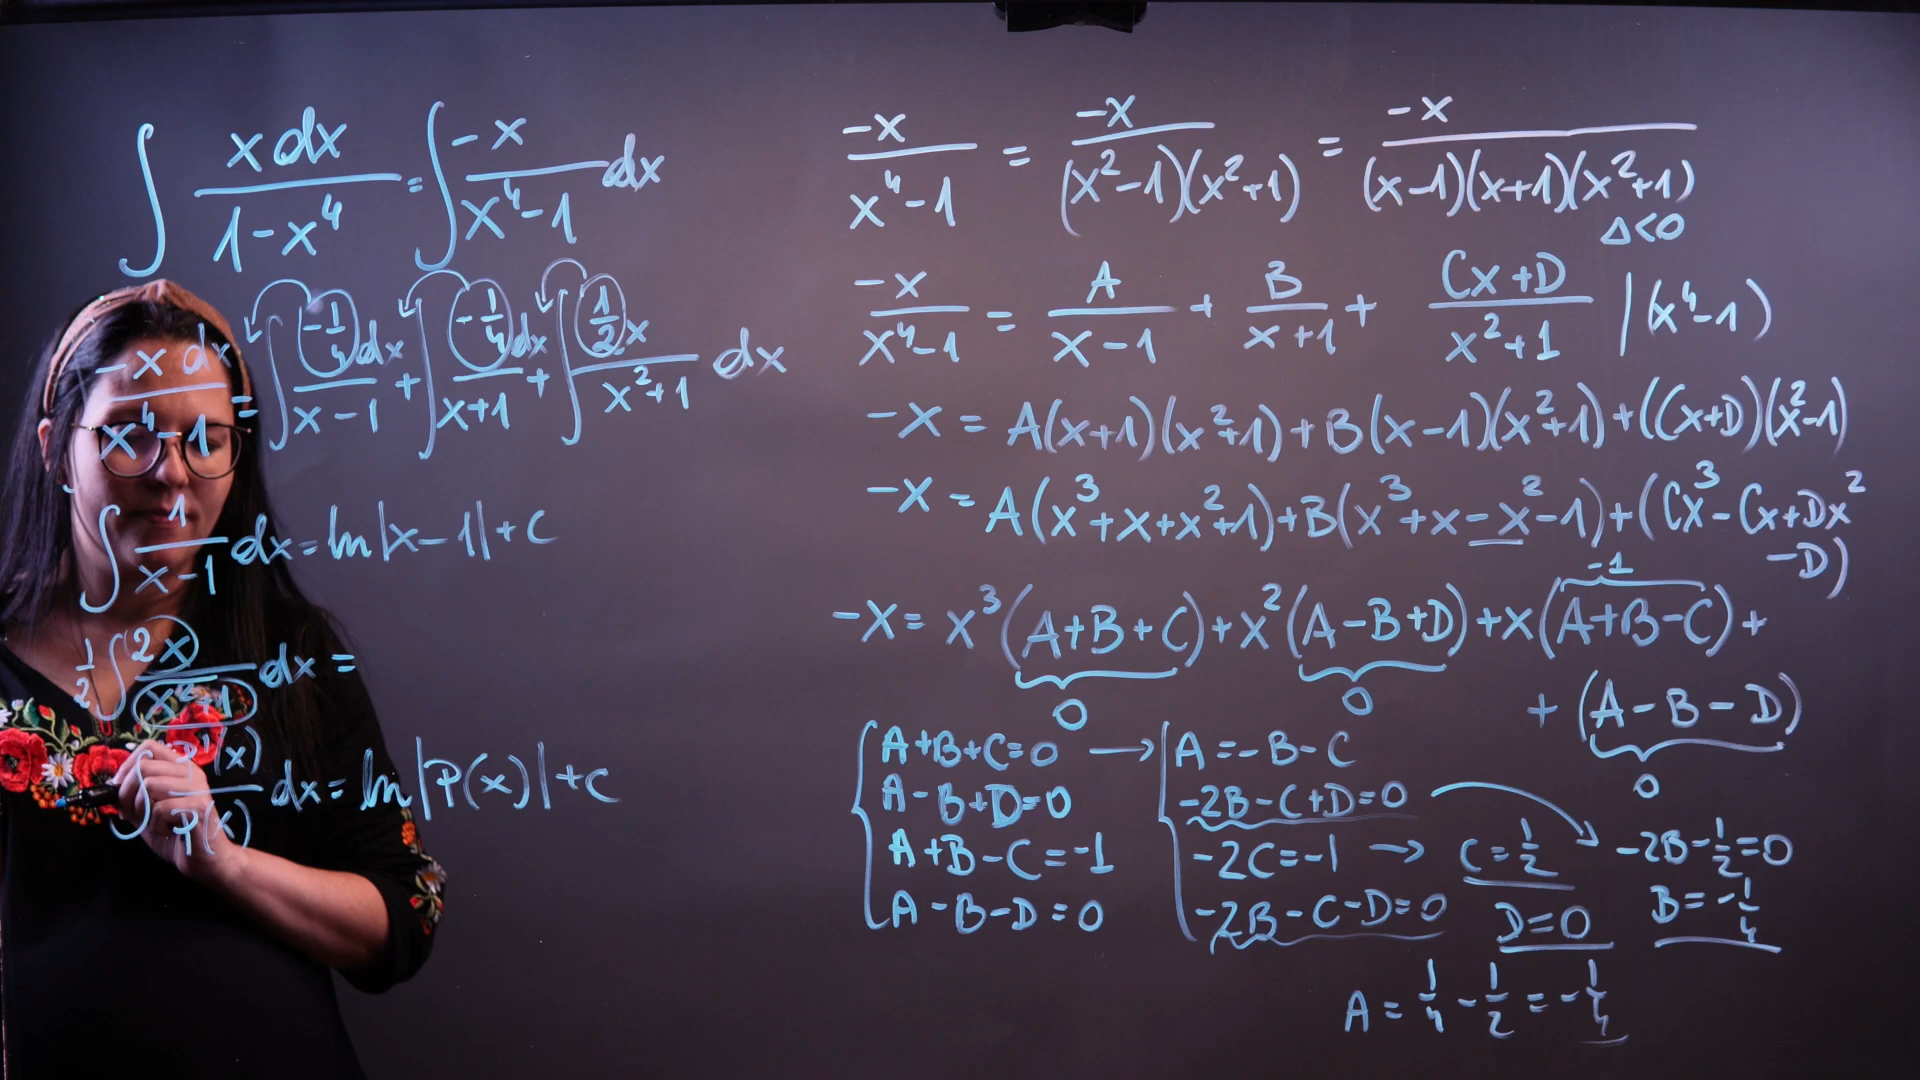 ∫ x dx / (1-x⁴) = ∫ -x / (x⁴-1) dx
-x dx / (x⁴-1) = ∫ -1/4 dx / (x-1) + ∫ -1/4 dx / (x+1) + ∫ 1/2 x / (x²+1) dx
∫ 1 / (x-1) dx = ln|x-1| + C
1/2 ∫ 2x / (x²+1) dx =
∫ P'(x) / P(x) dx = ln|P(x)| + C
-x / (x⁴-1) = -x / (x²-1)(x²+1) = -x / (x-1)(x+1)(x²+1)
Δ<0
-x / (x⁴-1) = A / (x-1) + B / (x+1) + Cx+D / (x²+1) |(x⁴-1)
-x = A(x+1)(x²+1)+B(x-1)(x²+1)+(Cx+D)(x²-1)
-x = A(x³+x+x²+1)+B(x³+x-x²-1)+(Cx³-Cx+Dx²
-D)
-1
-x = x³(A+B+C)+x²(A-B+D)+x(A+B-C)+
0 0
+(A-B-D)
0
A+B+C=0 → A=-B-C
A-B+D=0 -2B-C+D=0
A+B-C=-1 -2C=-1 → C=1/2 -2B-1/2=0
A-B-D=0 -2B-C-D=0 D=0 B=-1/4
A = 1/4 - 1/2 = -1/4